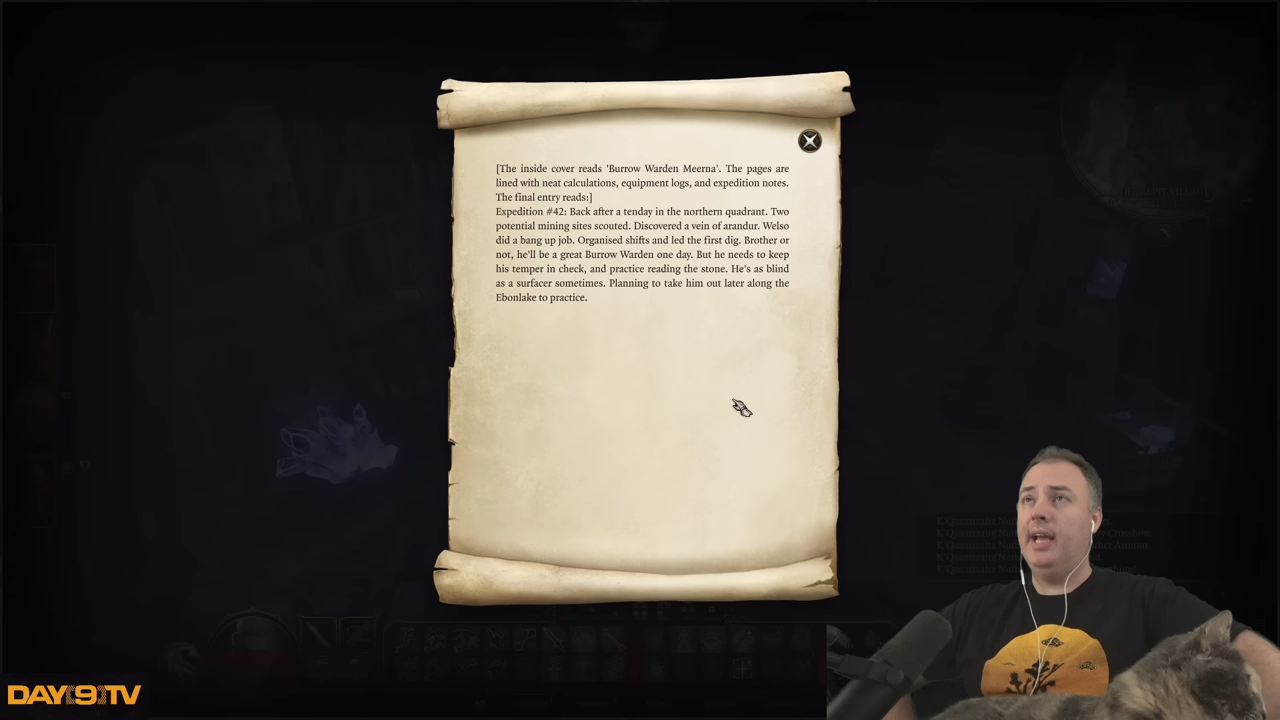 [The inside cover reads 'Burrow Warden Meerna'. The pages are
lined with neat calculations, equipment logs, and expedition notes.
The final entry reads:]
Expedition #42: Back after a tenday in the northern quadrant. Two
potential mining sites scouted. Discovered a vein of arandur. Welso
did a bang up job. Organised shifts and led the first dig. Brother or
not, he'll be a great Burrow Warden one day. But he needs to keep
his temper in check, and practice reading the stone. He's as blind
as a surfacer sometimes. Planning to take him out later along the
Ebonlake to practice.
DAY[9]TV